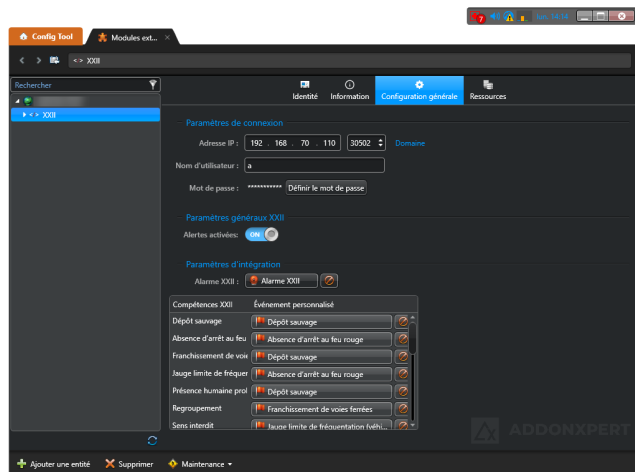 7
lun. 14:14
Config Tool
Modules ext...
XXII
Rechercher
XXII
Identité
Information
Configuration générale
Ressources
Paramètres de connexion
Adresse IP :
192 . 168 . 70 . 110
30502
Domaine
Nom d'utilisateur :
a
Mot de passe :
***********
Définir le mot de passe
Paramètres généraux XXII
Alertes activées:
ON
Paramètres d'intégration
Alarme XXII :
Alarme XXII
Compétences XXII Événement personnalisé
Dépôt sauvage Dépôt sauvage
Absence d'arrêt au feu Absence d'arrêt au feu rouge
Franchissement de voie Dépôt sauvage
Jauge limite de fréquer Absence d'arrêt au feu rouge
Présence humaine prol Dépôt sauvage
Regroupement Franchissement de voies ferrées
Sens interdit Jauge limite de fréquentation (véhi...
ADDONXPERT
Ajouter une entité
Supprimer
Maintenance